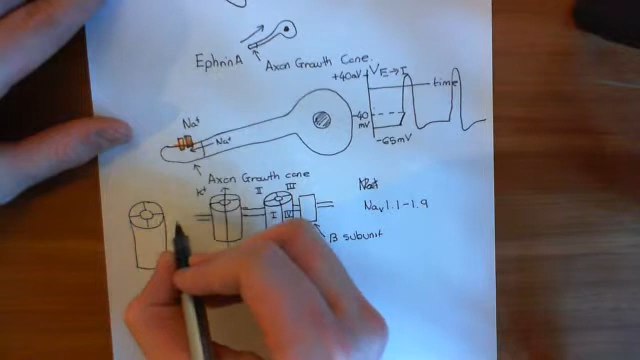 EphrinA
Axon Growth Cone.
+40mV
VE→I
time
-40
mV
-65mV
Na+
Na+
Axon Growth cone
K+
II
III
I
IV
β subunit
Nav1.1-1.9